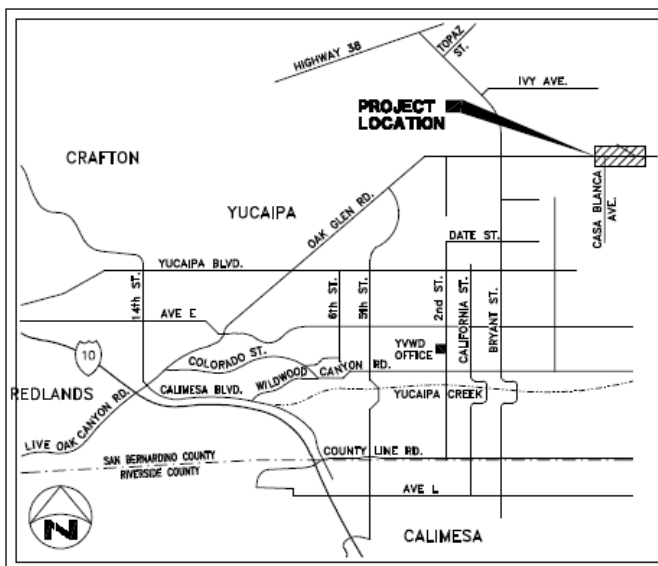 TOPAZ
ST.
HIGHWAY 38
IVY AVE.
PROJECT
LOCATION
CRAFTON
CASA BLANCA
AVE.
YUCAIPA
OAK GLEN RD.
DATE ST.
YUCAIPA BLVD.
14th ST.
6th ST.
5th ST.
2nd ST.
CALIFORNIA ST.
BRYANT ST.
AVE E
YVWD
OFFICE
10
COLORADO ST.
WILDWOOD CANYON RD.
CALIMESA BLVD.
YUCAIPA CREEK
REDLANDS
LIVE OAK CANYON RD.
SAN BERNARDINO COUNTY
RIVERSIDE COUNTY
COUNTY LINE RD.
AVE L
N
CALIMESA